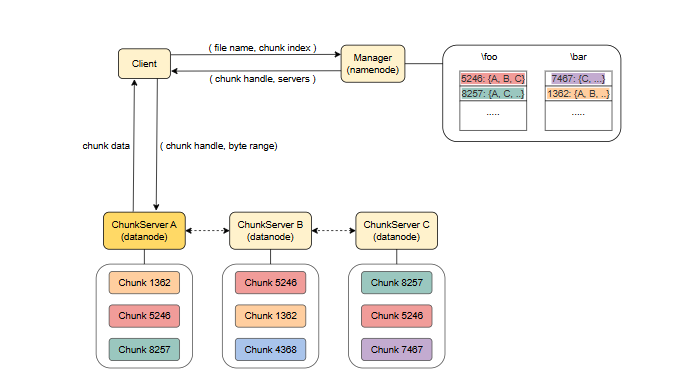 ( file name, chunk index )
Client
Manager
(namenode)
( chunk handle, servers )
\foo
\bar
5246: {A, B, C}
7467: {C, ...}
8257: {A, C, ..}
1362: {A, B, ..}
.....
.....
chunk data
( chunk handle, byte range)
ChunkServer A
(datanode)
ChunkServer B
(datanode)
ChunkServer C
(datanode)
Chunk 1362
Chunk 5246
Chunk 8257
Chunk 5246
Chunk 1362
Chunk 4368
Chunk 8257
Chunk 5246
Chunk 7467